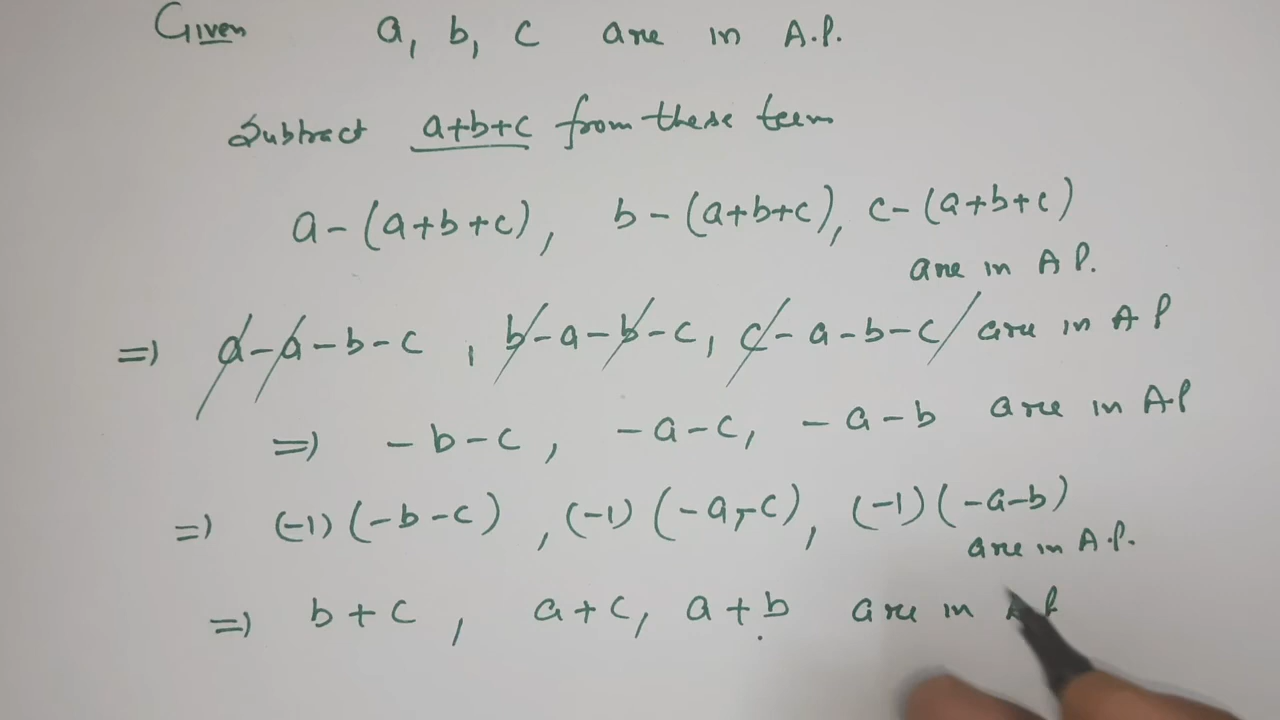 Given a, b, c are in A.P.
Subtract a+b+c from these term
a-(a+b+c), b-(a+b+c), c-(a+b+c)
are in A P.
=> a-a-b-c, b-a-b-c, c-a-b-c are in A P
=> -b-c, -a-c, -a-b are in A.P
=> (-1)(-b-c), (-1)(-a-c), (-1)(-a-b)
are in A.P.
=> b+c, a+c, a+b are in A P